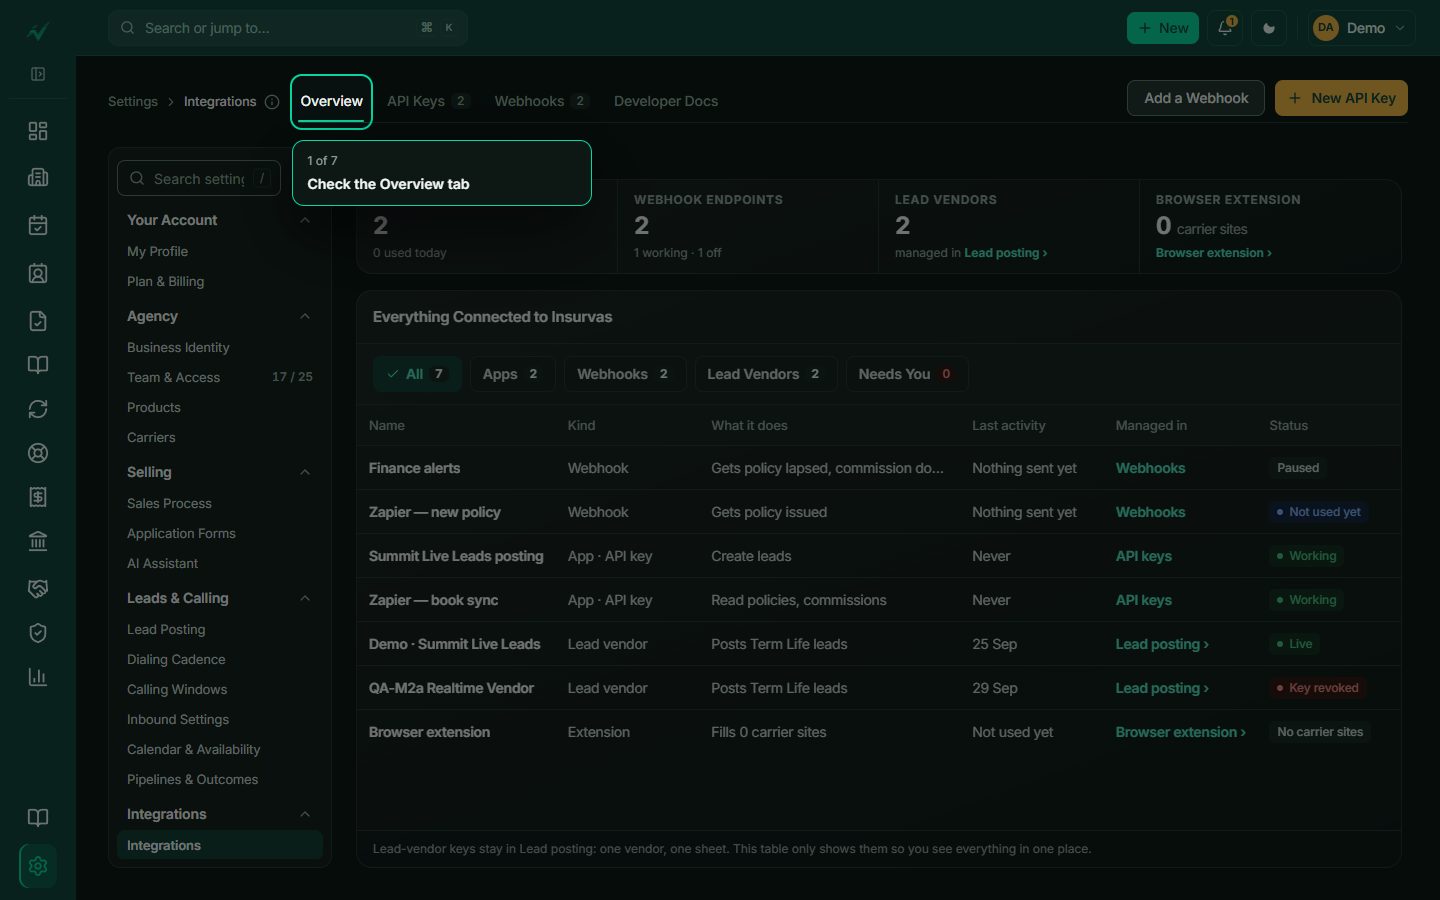 Search or jump to...
⌘ K
+ New
1
DA
Demo
Settings > Integrations
Overview
API Keys 2
Webhooks 2
Developer Docs
Add a Webhook
+ New API Key
1 of 7
Check the Overview tab
Search setting
/
Your Account
My Profile
Plan & Billing
Agency
Business Identity
Team & Access 17 / 25
Products
Carriers
Selling
Sales Process
Application Forms
AI Assistant
Leads & Calling
Lead Posting
Dialing Cadence
Calling Windows
Inbound Settings
Calendar & Availability
Pipelines & Outcomes
Integrations
Integrations
2
0 used today
WEBHOOK ENDPOINTS
2
1 working · 1 off
LEAD VENDORS
2
managed in Lead posting ›
BROWSER EXTENSION
0 carrier sites
Browser extension ›
Everything Connected to Insurvas
All 7
Apps 2
Webhooks 2
Lead Vendors 2
Needs You 0
Name Kind What it does Last activity Managed in Status
Finance alerts Webhook Gets policy lapsed, commission do... Nothing sent yet Webhooks Paused
Zapier — new policy Webhook Gets policy issued Nothing sent yet Webhooks Not used yet
Summit Live Leads posting App · API key Create leads Never API keys Working
Zapier — book sync App · API key Read policies, commissions Never API keys Working
Demo · Summit Live Leads Lead vendor Posts Term Life leads 25 Sep Lead posting › Live
QA-M2a Realtime Vendor Lead vendor Posts Term Life leads 29 Sep Lead posting › Key revoked
Browser extension Extension Fills 0 carrier sites Not used yet Browser extension › No carrier sites
Lead-vendor keys stay in Lead posting: one vendor, one sheet. This table only shows them so you see everything in one place.